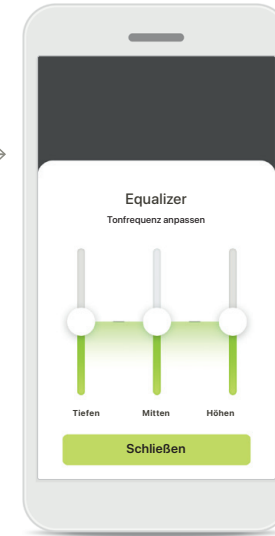 Equalizer
Tonfrequenz anpassen
Tiefen Mitten Höhen
Schließen